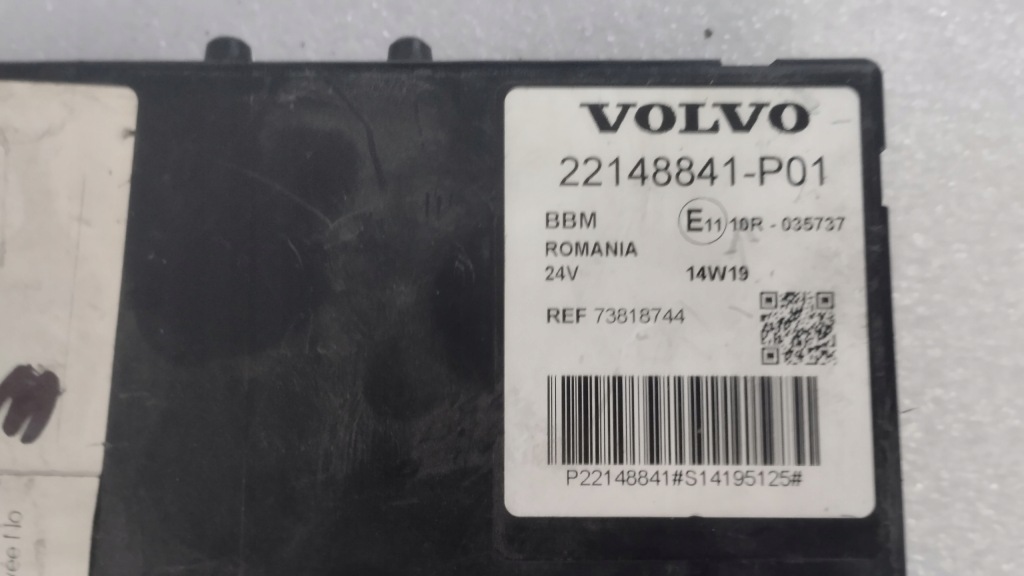 VOLVO
22148841-P01
BBM E11 10R - 035737
ROMANIA
24V 14W19
REF 73818744
P22148841#S14195125#